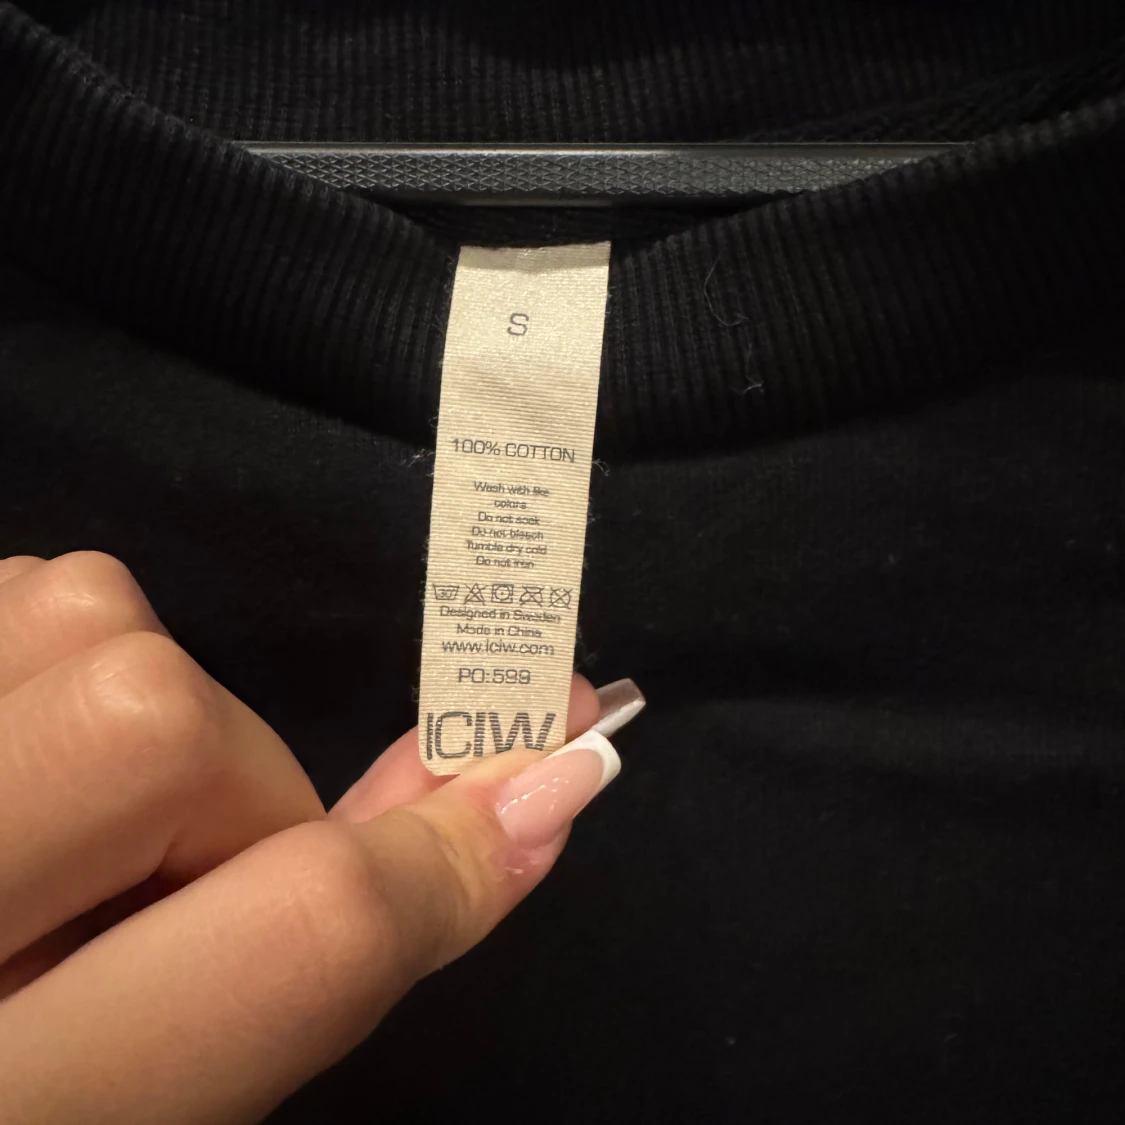 S
100% COTTON
Wash with like
colors
Do not soak
Do not bleach
Tumble dry cold
Do not iron
30
Designed in Sweden
Made in China
www.iciw.com
PO:599
ICIW